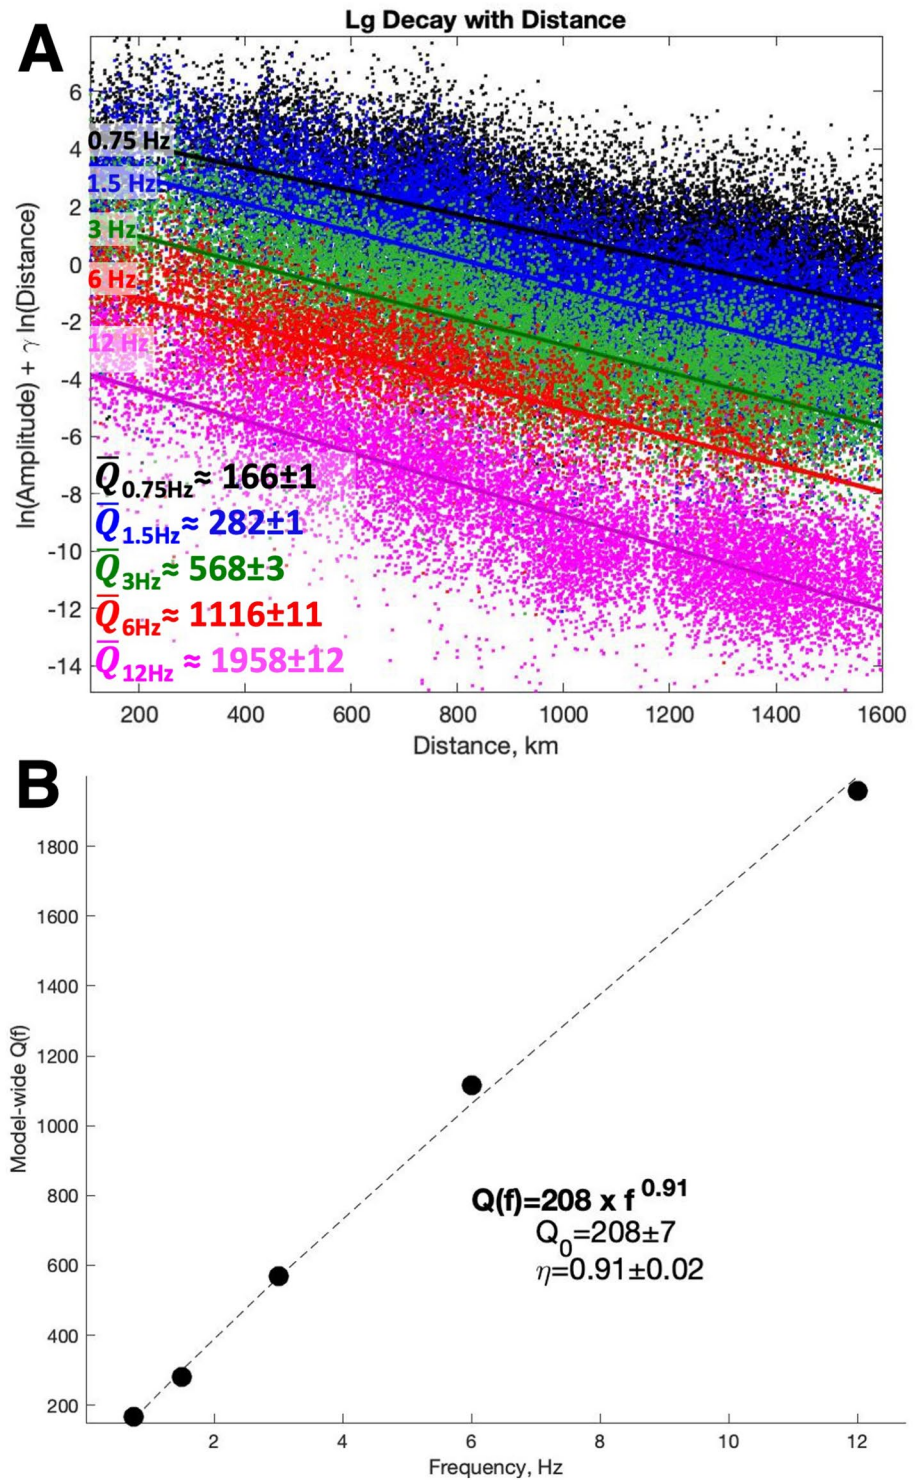 A
Lg Decay with Distance
6
4
2
0
-2
-4
-6
-8
-10
-12
-14
ln(Amplitude) + γ ln(Distance)
0.75 Hz
1.5 Hz
3 Hz
6 Hz
12 Hz
Q̅0.75Hz≈ 166±1
Q̅1.5Hz≈ 282±1
Q̅3Hz≈ 568±3
Q̅6Hz≈ 1116±11
Q̅12Hz ≈ 1958±12
200 400 600 800 1000 1200 1400 1600
Distance, km
B
1800
1600
1400
1200
1000
800
600
400
200
Model-wide Q(f)
Q(f)=208 x f 0.91
Q0=208±7
η=0.91±0.02
2 4 6 8 10 12
Frequency, Hz